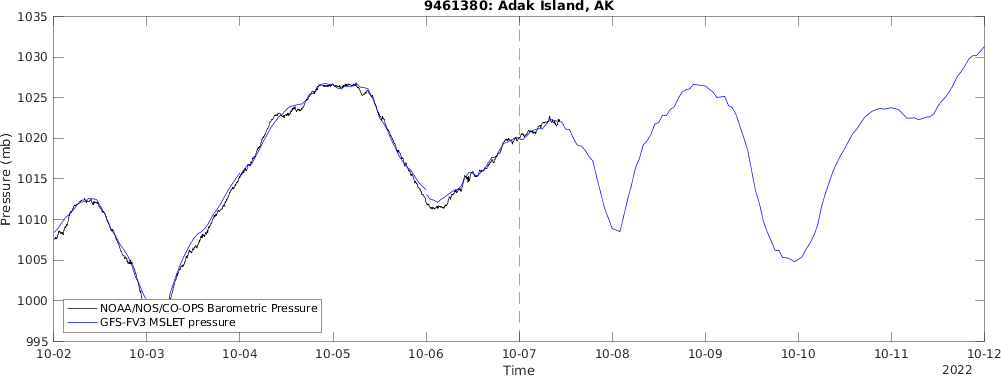 9461380: Adak Island, AK
Pressure (mb)
1035
1030
1025
1020
1015
1010
1005
1000
995
NOAA/NOS/CO-OPS Barometric Pressure
GFS-FV3 MSLET pressure
10-02 10-03 10-04 10-05 10-06 10-07 10-08 10-09 10-10 10-11 10-12
Time
2022